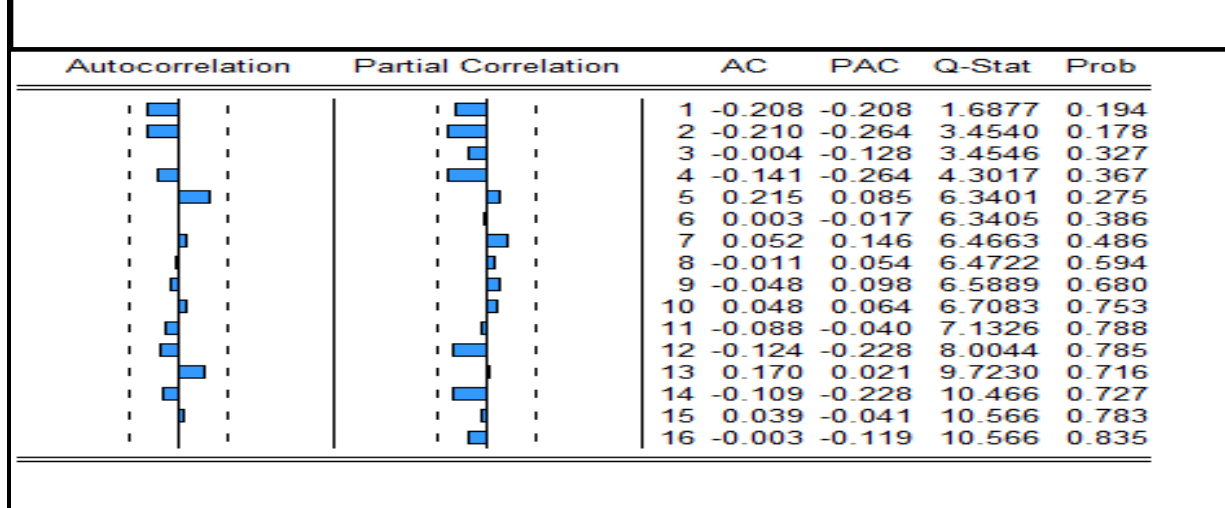 Autocorrelation Partial Correlation AC PAC Q-Stat Prob
1 -0.208 -0.208 1.6877 0.194
2 -0.210 -0.264 3.4540 0.178
3 -0.004 -0.128 3.4546 0.327
4 -0.141 -0.264 4.3017 0.367
5 0.215 0.085 6.3401 0.275
6 0.003 -0.017 6.3405 0.386
7 0.052 0.146 6.4663 0.486
8 -0.011 0.054 6.4722 0.594
9 -0.048 0.098 6.5889 0.680
10 0.048 0.064 6.7083 0.753
11 -0.088 -0.040 7.1326 0.788
12 -0.124 -0.228 8.0044 0.785
13 0.170 0.021 9.7230 0.716
14 -0.109 -0.228 10.466 0.727
15 0.039 -0.041 10.566 0.783
16 -0.003 -0.119 10.566 0.835